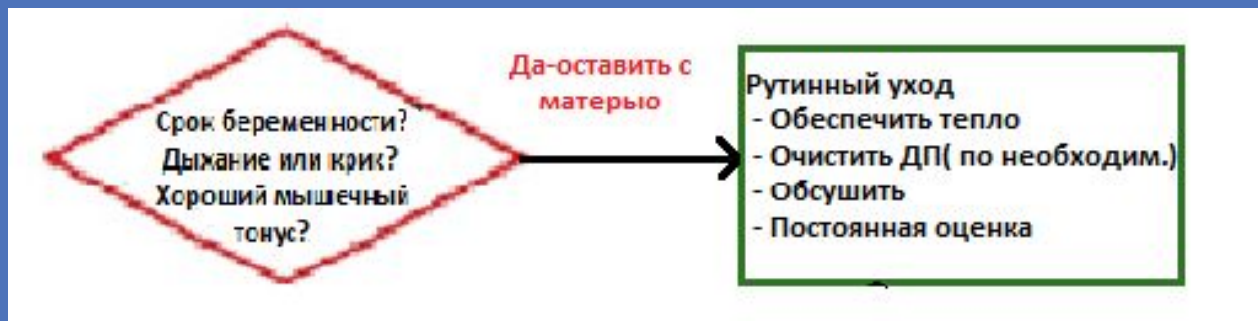 Срок беременности?
Дыхание или крик?
Хороший мышечный
тонус?
Да-оставить с
матерью
Рутинный уход
- Обеспечить тепло
- Очистить ДП( по необходим.)
- Обсушить
- Постоянная оценка